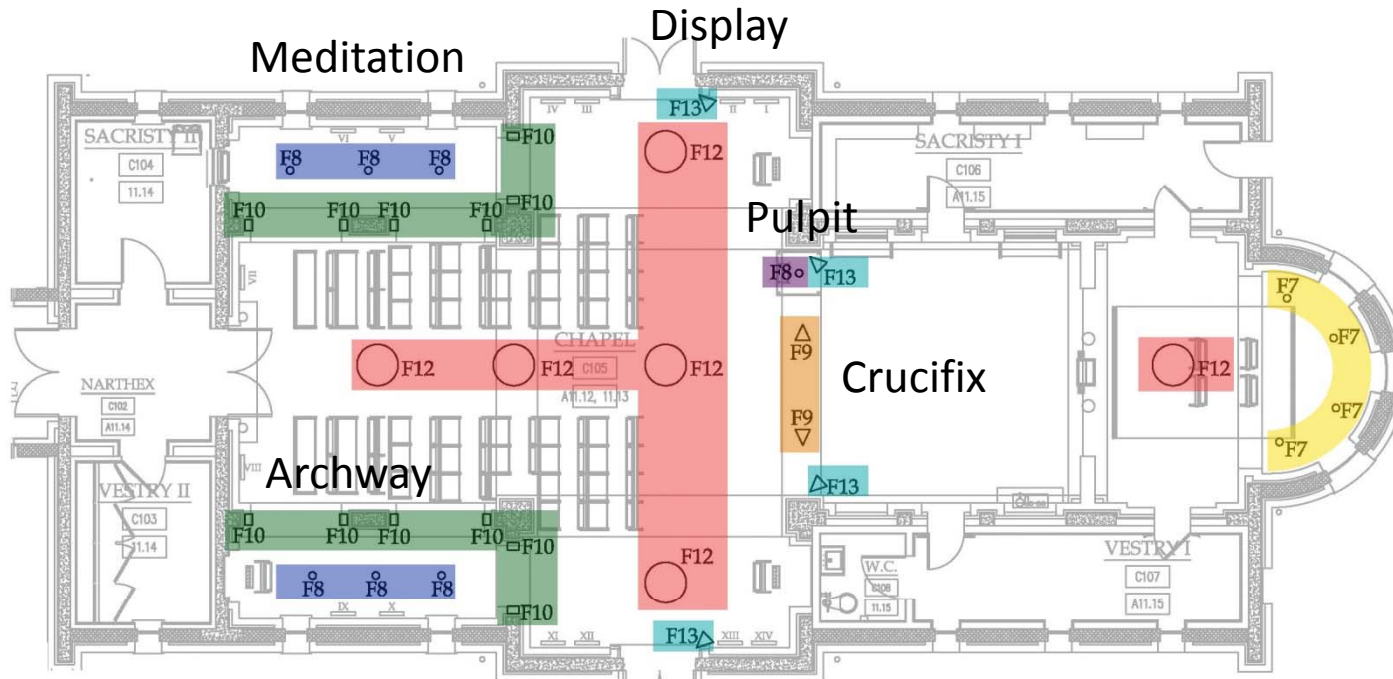 Display
Meditation
F13
IV III II I
F10 F12
SACRISTY II
C104
11.14
VI V
F8 F8 F8
SACRISTY I
C106
A11.15
F10
F10 F10 F10 F10
Pulpit
F8 F13
VII
F7
F7
F9
CHAPEL
C105
A11.12, 11.13
F12 F12 F12
Crucifix
F12
NARTHEX
C102
A11.14
F9
F7
F7
Archway
VIII
F13
VESTRY II
C103
11.14
F10 F10 F10 F10
F10
F12
W.C.
C108
11.15
VESTRY I
C107
A11.15
F8 F8 F8
IX X
F10
F13
XI XII XIII XIV